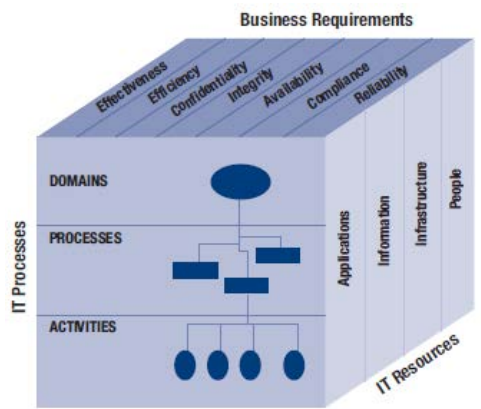 Business Requirements
Effectiveness
Efficiency
Confidentiality
Integrity
Availability
Compliance
Reliability
IT Processes
DOMAINS
PROCESSES
ACTIVITIES
Applications
Information
Infrastructure
People
IT Resources